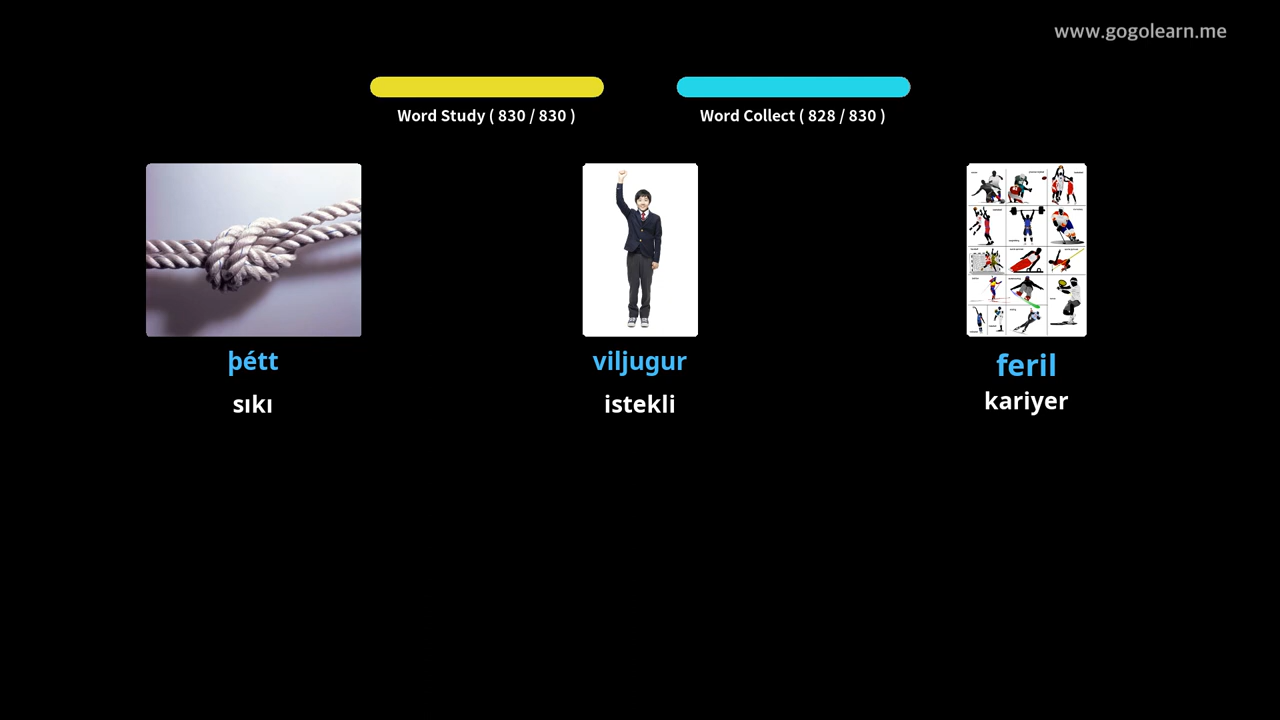 www.gogolearn.me
Word Study ( 830 / 830 )
Word Collect ( 828 / 830 )
þétt
viljugur
feril
sıkı
istekli
kariyer